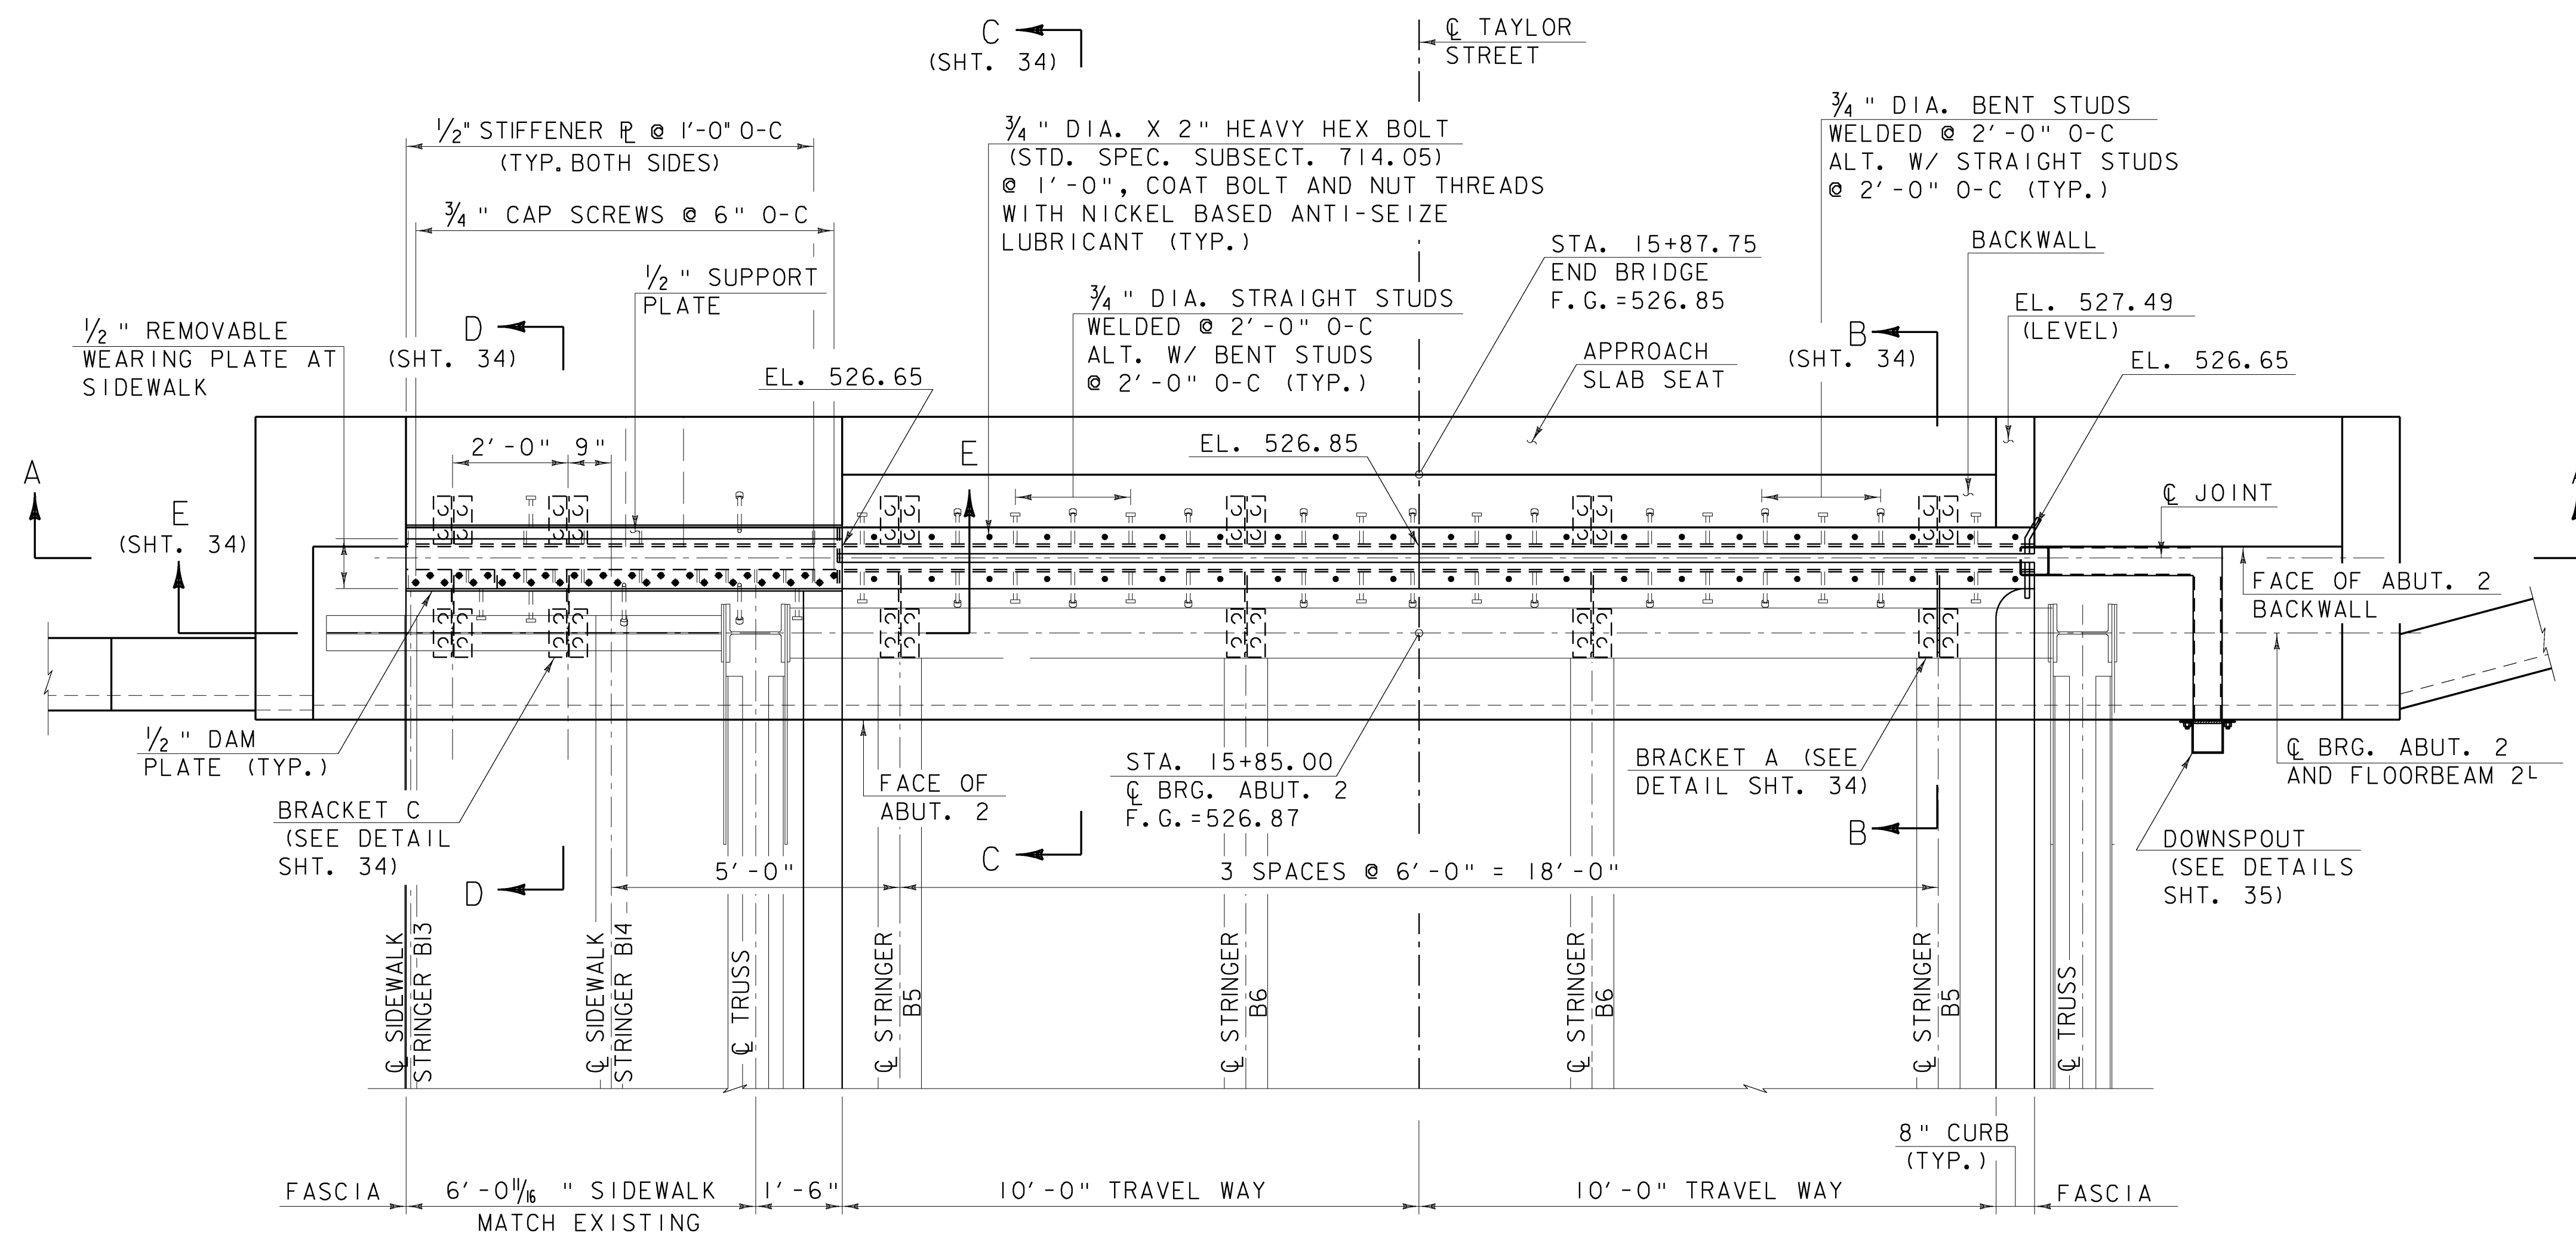 C
(SHT. 34)
℄ TAYLOR
STREET
½" STIFFENER ℙL @ 1'-0" O-C
(TYP. BOTH SIDES)
¾" CAP SCREWS @ 6" O-C
½" SUPPORT
PLATE
¾" DIA. X 2" HEAVY HEX BOLT
(STD. SPEC. SUBSECT. 714.05)
@ 1'-0", COAT BOLT AND NUT THREADS
WITH NICKEL BASED ANTI-SEIZE
LUBRICANT (TYP.)
¾" DIA. BENT STUDS
WELDED @ 2'-0" O-C
ALT. W/ STRAIGHT STUDS
@ 2'-0" O-C (TYP.)
BACKWALL
STA. 15+87.75
END BRIDGE
F.G.=526.85
¾" DIA. STRAIGHT STUDS
WELDED @ 2'-0" O-C
ALT. W/ BENT STUDS
@ 2'-0" O-C (TYP.)
EL. 527.49
(LEVEL)
½" REMOVABLE
WEARING PLATE AT
SIDEWALK
D
(SHT. 34)
EL. 526.65
APPROACH
SLAB SEAT
B
(SHT. 34)
EL. 526.65
2'-0"
9"
E
EL. 526.85
A
E
(SHT. 34)
℄ JOINT
A
FACE OF ABUT. 2
BACKWALL
½" DAM
PLATE (TYP.)
BRACKET C
(SEE DETAIL
SHT. 34)
D
FACE OF
ABUT. 2
C
STA. 15+85.00
℄ BRG. ABUT. 2
F.G.=526.87
BRACKET A (SEE
DETAIL SHT. 34)
B
℄ BRG. ABUT. 2
AND FLOORBEAM 2L
DOWNSPOUT
(SEE DETAILS
SHT. 35)
5'-0"
3 SPACES @ 6'-0" = 18'-0"
℄ SIDEWALK
STRINGER B13
℄ SIDEWALK
STRINGER B14
℄ TRUSS
℄ STRINGER
B5
℄ STRINGER
B6
℄ STRINGER
B6
℄ STRINGER
B5
℄ TRUSS
8" CURB
(TYP.)
FASCIA
6'-0 11/16" SIDEWALK
MATCH EXISTING
1'-6"
10'-0" TRAVEL WAY
10'-0" TRAVEL WAY
FASCIA